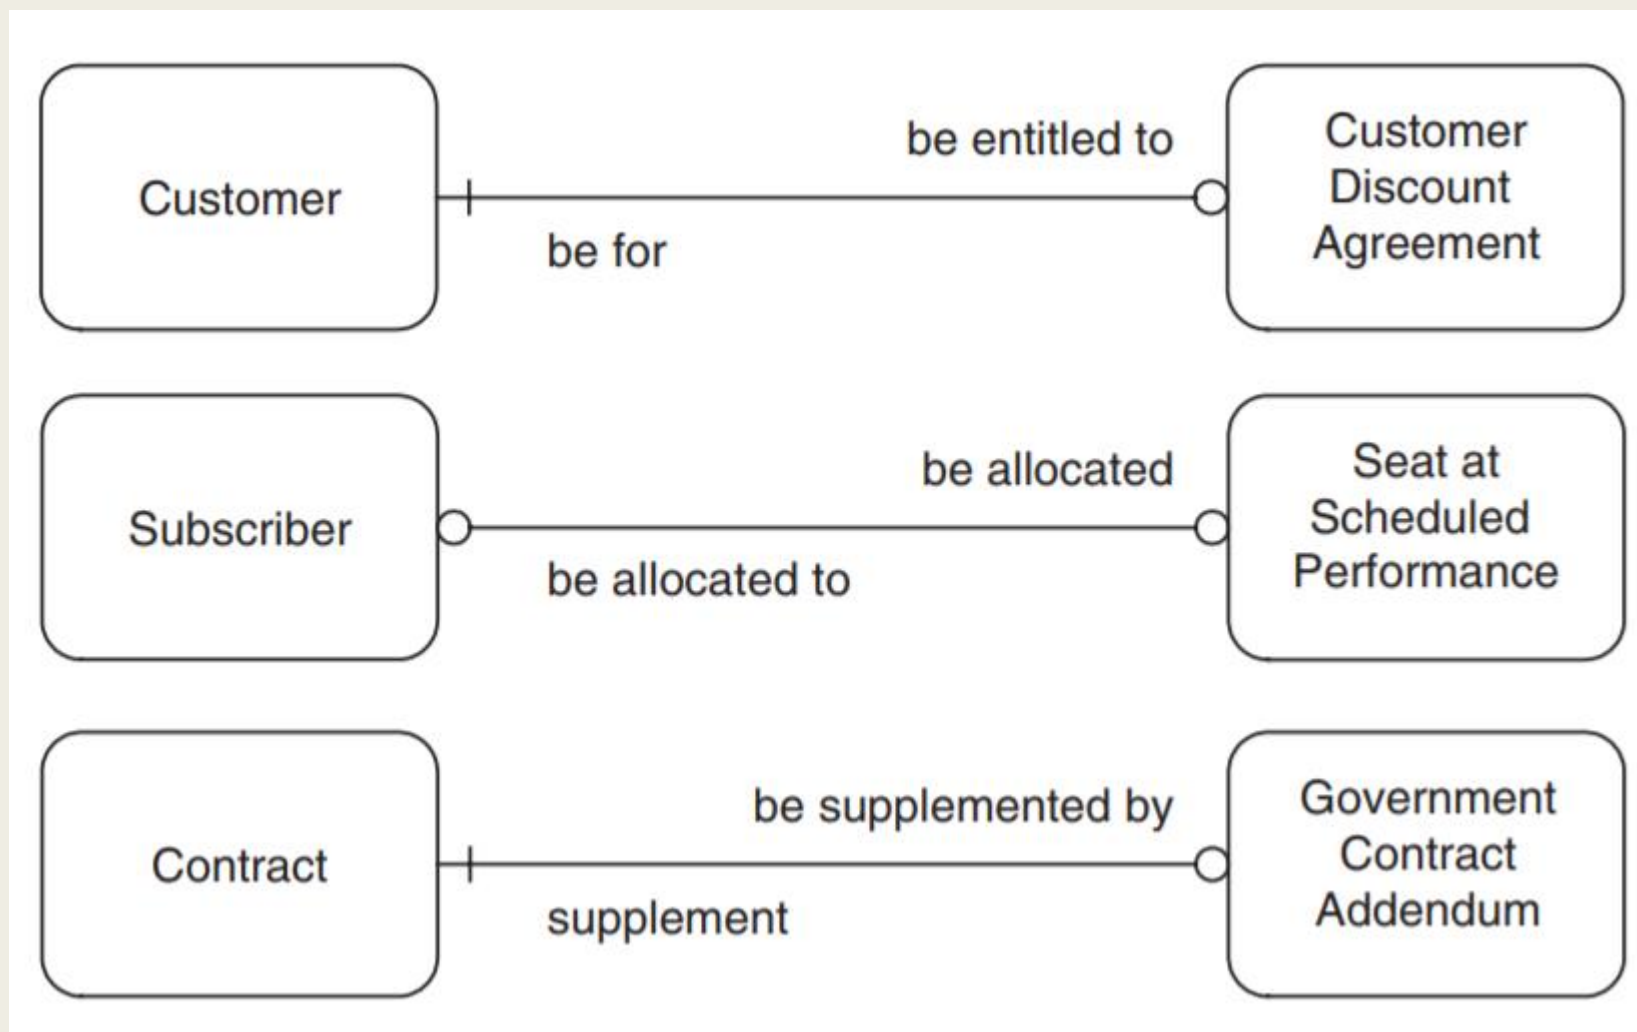 Customer
be entitled to
be for
Customer
Discount
Agreement
Subscriber
be allocated
be allocated to
Seat at
Scheduled
Performance
Contract
be supplemented by
supplement
Government
Contract
Addendum